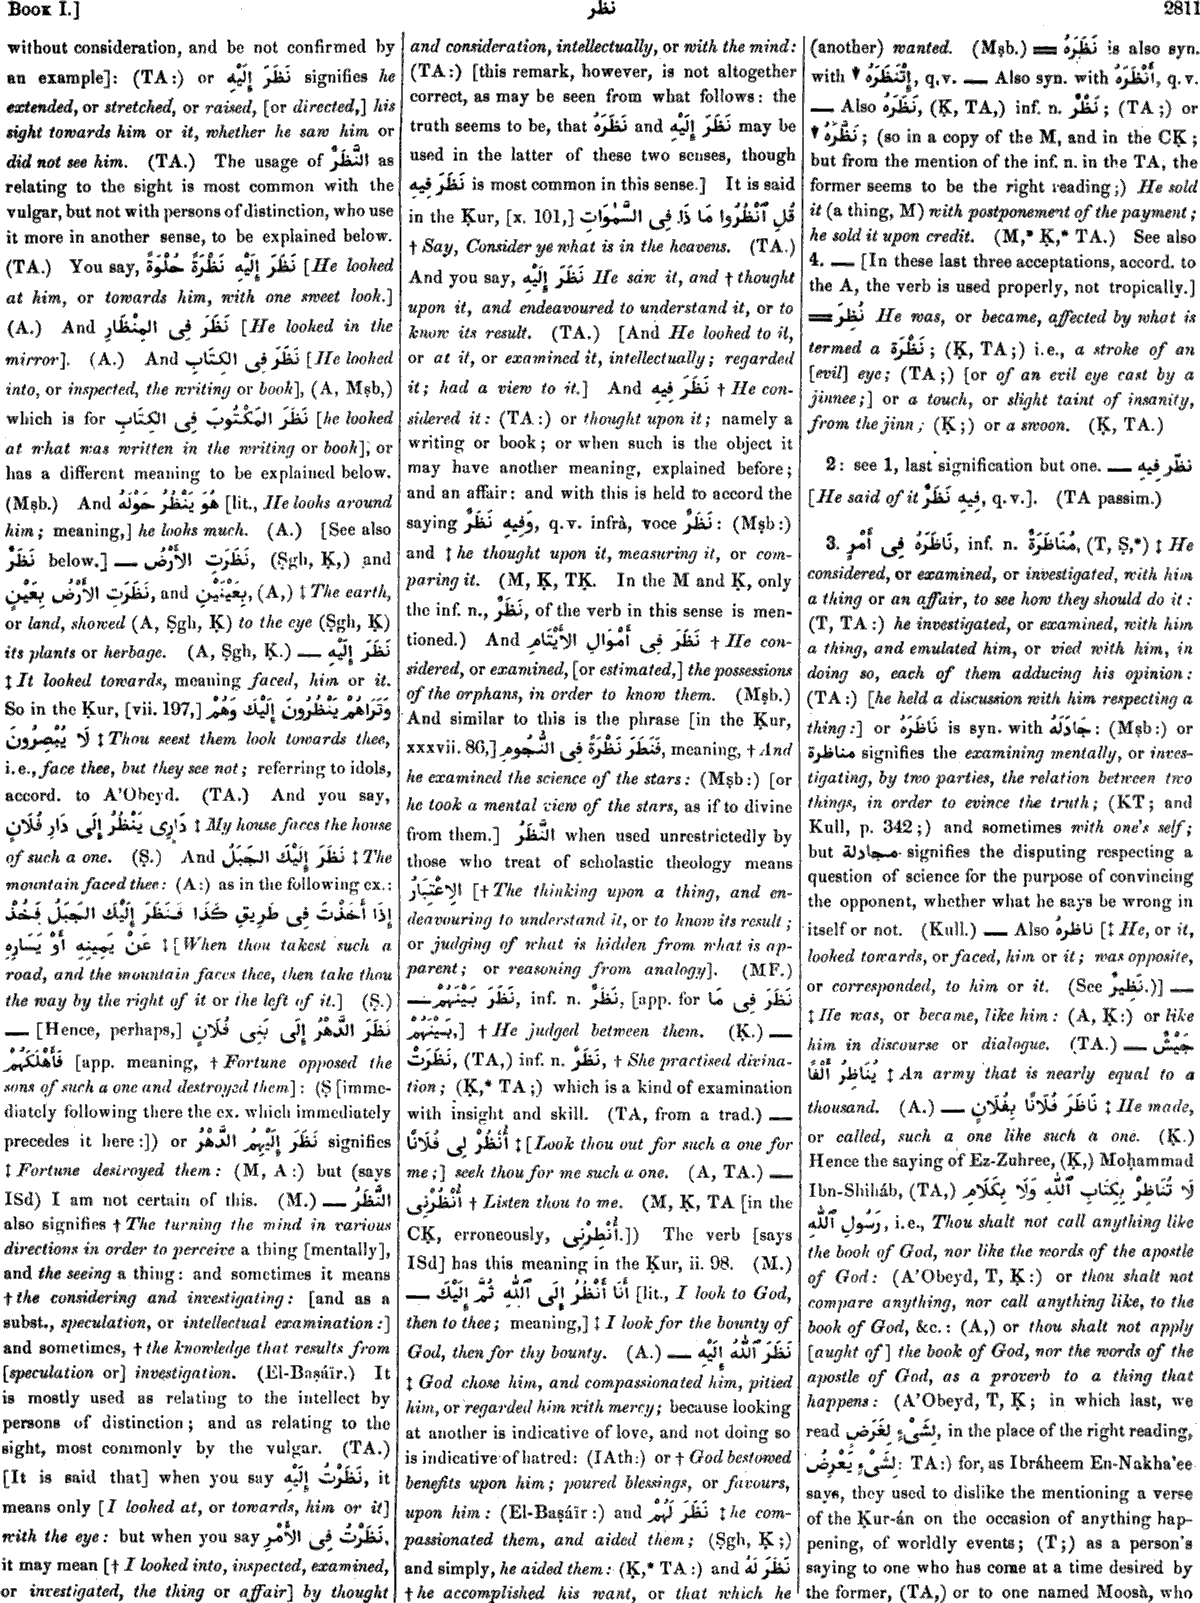 Book I.]
نظر
2811
without consideration, and be not confirmed by
an example]: (TA:) or نَظَرَ إِلَيْهِ signifies he
extended, or stretched, or raised, [or directed,] his
sight towards him or it, whether he saw him or
did not see him. (TA.) The usage of النَّظَرُ as
relating to the sight is most common with the
vulgar, but not with persons of distinction, who use
it more in another sense, to be explained below.
(TA.) You say, نَظَرَ إِلَيْهِ نَظْرَةً حُلْوَةً [He looked
at him, or towards him, with one sweet look.]
(A.) And نَظَرَ فِى المِنْظَارِ [He looked in the
mirror]. (A.) And نَظَرَ فِى الكِتَابِ [He looked
into, or inspected, the writing or book], (A, Mṣb,)
which is for نَظَرَ المَكْتُوبَ فِى الكِتَابِ [he looked
at what was written in the writing or book], or
has a different meaning to be explained below.
(Mṣb.) And هُوَ يَنْظُرُ حَوْلَهُ [lit., He looks around
him; meaning,] he looks much. (A.) [See also
نَظَرٌ below.] — نَظَرَتِ الأَرْضُ, (Ṣgh, Ḳ,) and
بِعَيْنَيْنِ, and نَظَرَتِ الأَرْضُ بِعَيْنٍ, (A,) ‡ The earth,
or land, showed (A, Ṣgh, Ḳ) to the eye (Ṣgh, Ḳ)
its plants or herbage. (A, Ṣgh, Ḳ.) — نَظَرَ إِلَيْهِ
‡ It looked towards, meaning faced, him or it.
So in the Ḳur, [vii. 197,] وَتَرَاهُمْ يَنْظُرُونَ إِلَيْكَ وَهُمْ
لَا يُبْصِرُونَ ‡ Thou seest them look towards thee,
i.e., face thee, but they see not; referring to idols,
accord. to A'Obeyd. (TA.) And you say,
دَارِى يَنْظُرُ إِلَى دَارِ فُلَانٍ ‡ My house faces the house
of such a one. (Ṣ.) And نَظَرَ إِلَيْكَ الجَبَلُ ‡ The
mountain faced thee: (A:) as in the following ex.:
إِذَا أَخَذْتَ فِى طَرِيقِ كَذَا فَنَظَرَ إِلَيْكَ الجَبَلُ فَخُذْ
عَنْ يَمِينِهِ أَوْ يَسَارِهِ ‡ [When thou takest such a
road, and the mountain faces thee, then take thou
the way by the right of it or the left of it.] (Ṣ.)
— [Hence, perhaps,] نَظَرَ الدَّهْرُ إِلَى بَنِى فُلَانٍ
فَأَهْلَكَهُمْ [app. meaning, † Fortune opposed the
sons of such a one and destroyed them]: (Ṣ [imme-
diately following there the ex. which immediately
precedes it here:]) or نَظَرَ إِلَيْهِمُ الدَّهْرُ signifies
‡ Fortune destroyed them: (M, A:) but (says
ISd) I am not certain of this. (M.) — النَّظَرُ
also signifies † The turning the mind in various
directions in order to perceive a thing [mentally],
and the seeing a thing: and sometimes it means
† the considering and investigating: [and as a
subst., speculation, or intellectual examination:]
and sometimes, † the knowledge that results from
[speculation or] investigation. (El-Baṣáïr.) It
is mostly used as relating to the intellect by
persons of distinction; and as relating to the
sight, most commonly by the vulgar. (TA.)
[It is said that] when you say نَظَرْتُ إِلَيْهِ, it
means only [I looked at, or towards, him or it]
with the eye: but when you say نَظَرْتُ فِى الأَمْرِ,
it may mean [† I looked into, inspected, examined,
or investigated, the thing or affair] by thought
and consideration, intellectually, or with the mind:
(TA:) [this remark, however, is not altogether
correct, as may be seen from what follows: the
truth seems to be, that نَظَرَهُ and نَظَرَ إِلَيْهِ may be
used in the latter of these two senses, though
نَظَرَ فِيهِ is most common in this sense.] It is said
in the Ḳur, [x. 101,] قُلِ ٱنْظُرُوا مَا ذَا فِى السَّمٰوَاتِ
† Say, Consider ye what is in the heavens. (TA.)
And you say, نَظَرَ إِلَيْهِ He saw it, and † thought
upon it, and endeavoured to understand it, or to
know its result. (TA.) [And He looked to it,
or at it, or examined it, intellectually; regarded
it; had a view to it.] And نَظَرَ فِيهِ † He con-
sidered it: (TA:) or thought upon it; namely a
writing or book; or when such is the object it
may have another meaning, explained before;
and an affair: and with this is held to accord the
saying وَفِيهِ نَظَرٌ, q.v. infrà, voce نَظَرٌ: (Mṣb:)
and ‡ he thought upon it, measuring it, or com-
paring it. (M, Ḳ, TḲ. In the M and Ḳ, only
the inf. n., نَظَرٌ, of the verb in this sense is men-
tioned.) And نَظَرَ فِى أَمْوَالِ الأَيْتَامِ † He con-
sidered, or examined, [or estimated,] the possessions
of the orphans, in order to know them. (Mṣb.)
And similar to this is the phrase [in the Ḳur,
xxxvii. 86,] فَنَظَرَ نَظْرَةً فِى النُّجُومِ, meaning, † And
he examined the science of the stars: (Mṣb:) [or
he took a mental view of the stars, as if to divine
from them.] النَّظَرُ when used unrestrictedly by
those who treat of scholastic theology means
الاِعْتِبَارُ [† The thinking upon a thing, and en-
deavouring to understand it, or to know its result;
or judging of what is hidden from what is ap-
parent; or reasoning from analogy]. (MF.)
— نَظَرَ بَيْنَهُمْ, inf. n. نَظَرٌ, [app. for نَظَرَ فِى مَا
بَيْنَهُمْ,] † He judged between them. (Ḳ.) —
نَظَرَتْ, (TA,) inf. n. نَظَرٌ, † She practised divina-
tion; (Ḳ,* TA;) which is a kind of examination
with insight and skill. (TA, from a trad.) —
اُنْظُرْ لِى فُلَانًا ‡ [Look thou out for such a one for
me;] seek thou for me such a one. (A, TA.) —
اُنْظُرْنِى † Listen thou to me. (M, Ḳ, TA [in the
CḲ, erroneously, اُنْطِرْنِى.]) The verb [says
ISd] has this meaning in the Ḳur, ii. 98. (M.)
— أَنَا أَنْظُرُ إِلَى ٱللّٰهِ ثُمَّ إِلَيْكَ [lit., I look to God,
then to thee; meaning,] ‡ I look for the bounty of
God, then for thy bounty. (A.) — نَظَرَ ٱللّٰهُ إِلَيْهِ
‡ God chose him, and compassionated him, pitied
him, or regarded him with mercy; because looking
at another is indicative of love, and not doing so
is indicative of hatred: (IAth:) or † God bestowed
benefits upon him; poured blessings, or favours,
upon him: (El-Baṣáïr:) and نَظَرَ لَهُمْ ‡ he com-
passionated them, and aided them; (Ṣgh, Ḳ;)
and simply, he aided them: (Ḳ,* TA:) and نَظَرَ لَهُ
† he accomplished his want, or that which he
(another) wanted. (Mṣb.) ═ نَظَرَهُ is also syn.
with ▼ اِنْتَظَرَهُ, q.v. — Also syn. with أَنْظَرَهُ, q.v.
— Also نَظَرَهُ, (Ḳ, TA,) inf. n. نَظْرٌ; (TA;) or
▼ نَظَّرَهُ; (so in a copy of the M, and in the CḲ;
but from the mention of the inf. n. in the TA, the
former seems to be the right reading;) He sold
it (a thing, M) with postponement of the payment;
he sold it upon credit. (M,* Ḳ,* TA.) See also
4. — [In these last three acceptations, accord. to
the A, the verb is used properly, not tropically.]
═ نُظِرَ He was, or became, affected by what is
termed a نَظْرَة; (Ḳ, TA;) i.e., a stroke of an
[evil] eye; (TA;) [or of an evil eye cast by a
jinnee;] or a touch, or slight taint of insanity,
from the jinn; (Ḳ;) or a swoon. (Ḳ, TA.)
2: see 1, last signification but one. — نظّر فِيهِ
[He said of it فِيهِ نَظَرٌ, q.v.]. (TA passim.)
3. نَاظَرَهُ فِى أَمْرٍ, inf. n. مُنَاظَرَةٌ, (T, Ṣ,*) ‡ He
considered, or examined, or investigated, with him
a thing or an affair, to see how they should do it:
(T, TA:) he investigated, or examined, with him
a thing, and emulated him, or vied with him, in
doing so, each of them adducing his opinion:
(TA:) [he held a discussion with him respecting a
thing:] or نَاظَرَهُ is syn. with جَادَلَهُ: (Mṣb:) or
مناظرة signifies the examining mentally, or inves-
tigating, by two parties, the relation between two
things, in order to evince the truth; (KT; and
Kull, p. 342;) and sometimes with one's self;
but مجادلة signifies the disputing respecting a
question of science for the purpose of convincing
the opponent, whether what he says be wrong in
itself or not. (Kull.) — Also ناظرهُ [‡ He, or it,
looked towards, or faced, him or it; was opposite,
or corresponded, to him or it. (See نَظِيرٌ.)] —
‡ He was, or became, like him: (A, Ḳ:) or like
him in discourse or dialogue. (TA.) — جَيْشٌ
يُنَاظِرُ أَلْفًا ‡ An army that is nearly equal to a
thousand. (A.) — نَاظَرَ فُلَانًا بِفُلَانٍ ‡ He made,
or called, such a one like such a one. (Ḳ.)
Hence the saying of Ez-Zuhree, (Ḳ,) Moḥammad
Ibn-Shiháb, (TA,) لَا تُنَاظِرْ بِكِتَابِ ٱللّٰهِ وَلَا بِكَلَامِ
رَسُولِ ٱللّٰهِ, i.e., Thou shalt not call anything like
the book of God, nor like the words of the apostle
of God: (A'Obeyd, T, Ḳ:) or thou shalt not
compare anything, nor call anything like, to the
book of God, &c.: (A,) or thou shalt not apply
[aught of] the book of God, nor the words of the
apostle of God, as a proverb to a thing that
happens: (A'Obeyd, T, Ḳ; in which last, we
read لِشَىْءٍ لِغَرَضٍ, in the place of the right reading,
لِشَىْءٍ يَعْرِضُ: TA:) for, as Ibráheem En-Nakha'ee
says, they used to dislike the mentioning a verse
of the Ḳur-án on the occasion of anything hap-
pening, of worldly events; (T;) as a person's
saying to one who has come at a time desired by
the former, (TA,) or to one named Moosà, who